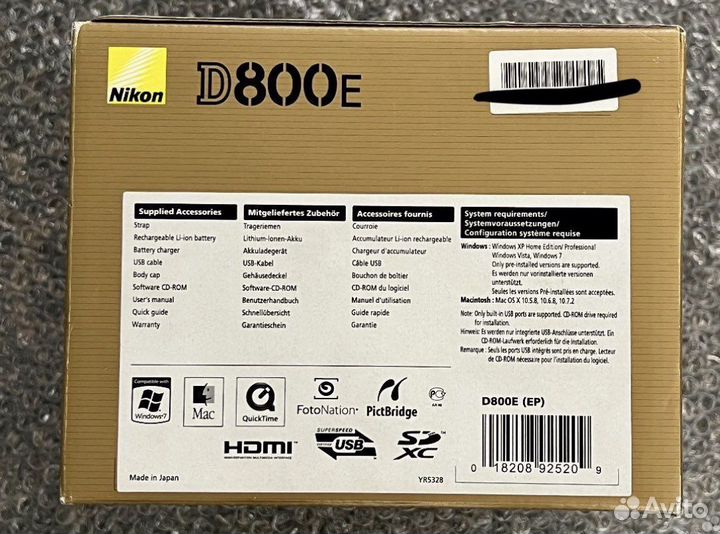 Nikon
D800E
Supplied Accessories
Strap
Rechargeable Li-ion battery
Battery charger
USB cable
Body cap
Software CD-ROM
User's manual
Quick guide
Warranty
Mitgeliefertes Zubehör
Trageriemen
Lithium-Ionen-Akku
Akkuladegerät
USB-Kabel
Gehäusedeckel
Software-CD-ROM
Benutzerhandbuch
Schnellübersicht
Garantieschein
Accessoires fournis
Courroie
Accumulateur Li-ion rechargeable
Chargeur d'accumulateur
Câble USB
Bouchon de boîtier
CD-ROM du logiciel
Manuel d'utilisation
Guide rapide
Garantie
System requirements/
Systemvoraussetzungen/
Configuration système requise
Windows: Windows XP Home Edition/ Professional
Windows Vista, Windows 7
Only pre-installed versions are supported.
Es werden nur vorinstallierte versionen
unterstützt.
Seules les versions Pré-installées sont acceptées.
Macintosh: Mac OS X 10.5.8, 10.6.8, 10.7.2
Note: Only built-in USB ports are supported. CD-ROM drive required
for installation.
Hinweis: Es werden nur integrierte USB-Anschlüsse unterstützt. Ein
CD-ROM-Laufwerk erforderlich für die installation.
Remarque: Seuls les ports USB intégrés sont pris en charge. Lecteur
de CD-ROM nécessaire pour l'installation du logiciel.
Compatible with
Windows 7
Mac
QuickTime
FotoNation
PictBridge
HDMI
HIGH-DEFINITION MULTIMEDIA INTERFACE
SUPERSPEED
CERTIFIED
USB
SD
XC
D800E (EP)
0 18208 92520 9
Made in Japan
YR5328
Avito